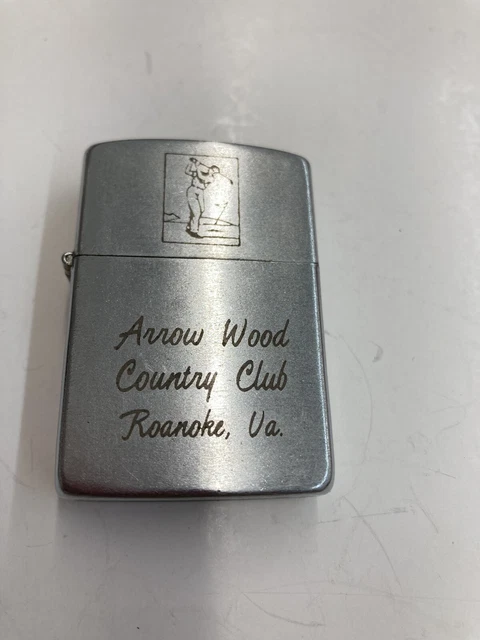 Arrow Wood
Country Club
Roanoke, Va.